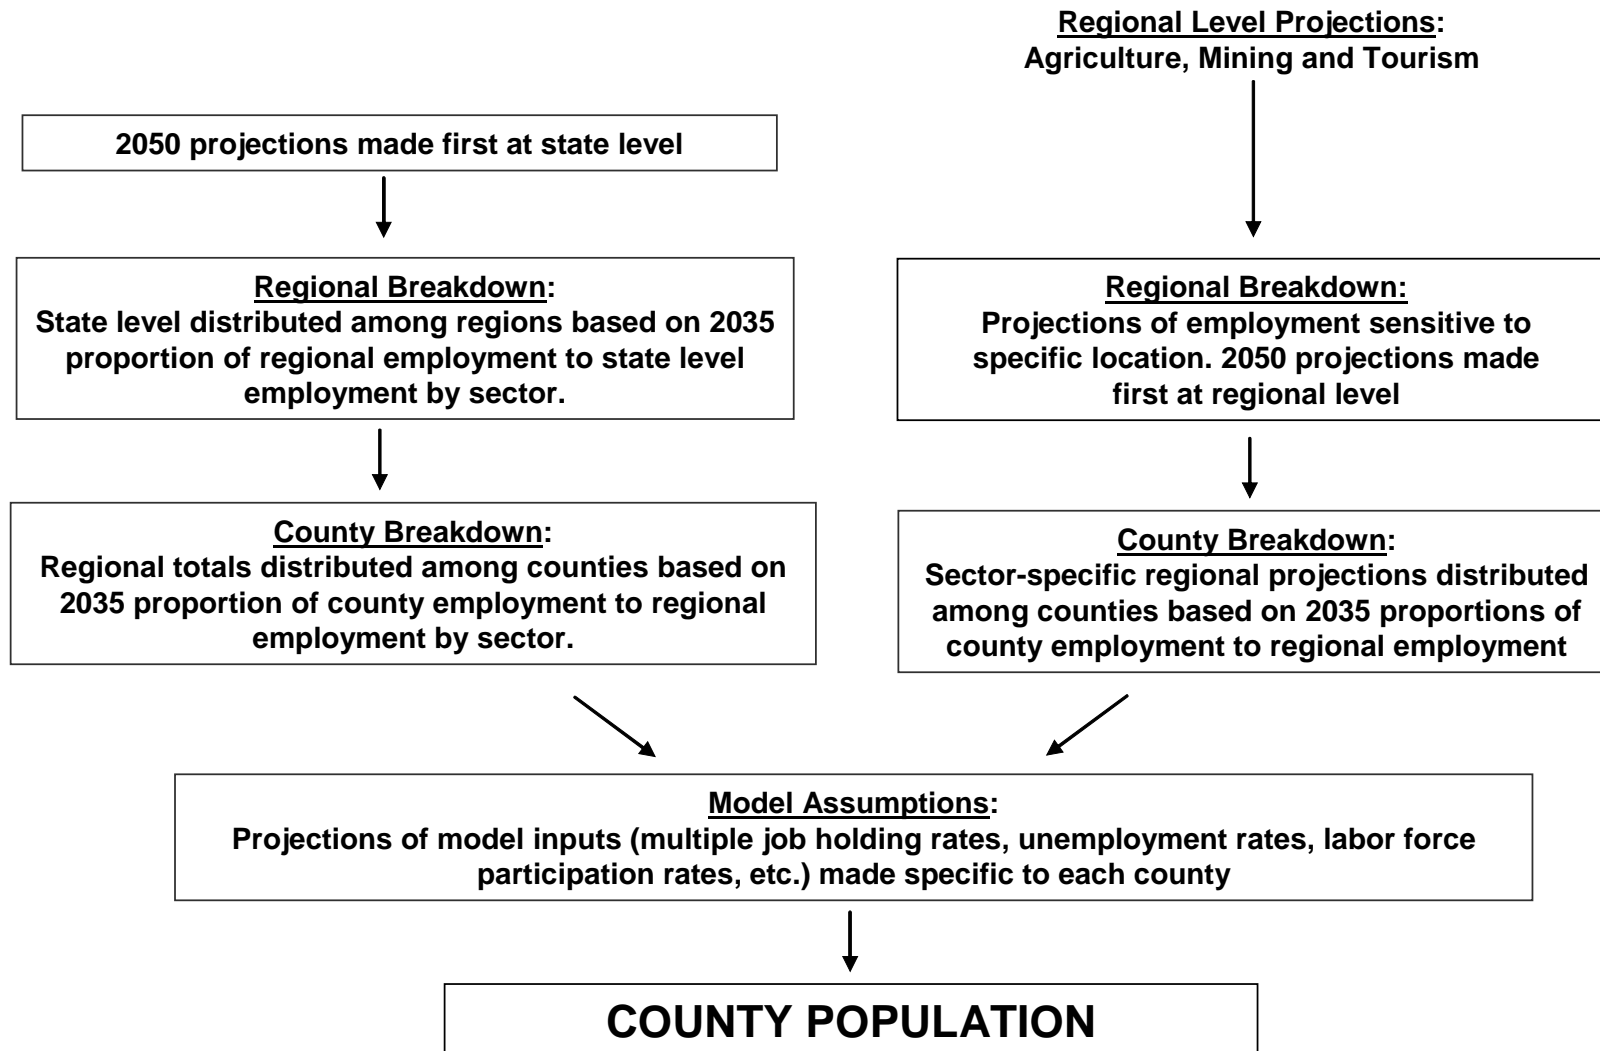 Regional Level Projections:
Agriculture, Mining and Tourism
2050 projections made first at state level
Regional Breakdown:
State level distributed among regions based on 2035
proportion of regional employment to state level
employment by sector.
Regional Breakdown:
Projections of employment sensitive to
specific location. 2050 projections made
first at regional level
County Breakdown:
Regional totals distributed among counties based on
2035 proportion of county employment to regional
employment by sector.
County Breakdown:
Sector-specific regional projections distributed
among counties based on 2035 proportions of
county employment to regional employment
Model Assumptions:
Projections of model inputs (multiple job holding rates, unemployment rates, labor force
participation rates, etc.) made specific to each county
COUNTY POPULATION